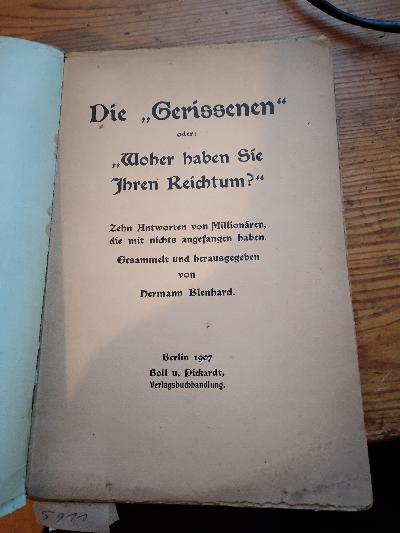 Die „Gerissenen“
oder:
„Woher haben Sie
Ihren Reichtum?“
Zehn Antworten von Millionären,
die mit nichts angefangen haben.
Gesammelt und herausgegeben
von
Hermann Blenhard.
Berlin 1907
Boll u. Pickardt,
Verlagsbuchhandlung.
5911